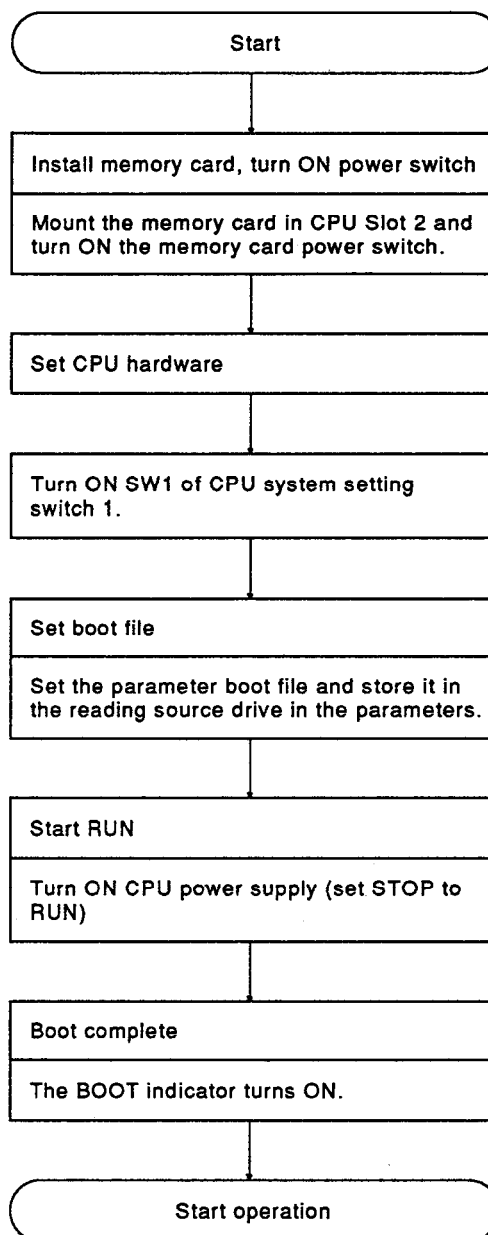 Start
Install memory card, turn ON power switch
Mount the memory card in CPU Slot 2 and
turn ON the memory card power switch.
Set CPU hardware
Turn ON SW1 of CPU system setting
switch 1.
Set boot file
Set the parameter boot file and store it in
the reading source drive in the parameters.
Start RUN
Turn ON CPU power supply (set STOP to
RUN)
Boot complete
The BOOT indicator turns ON.
Start operation